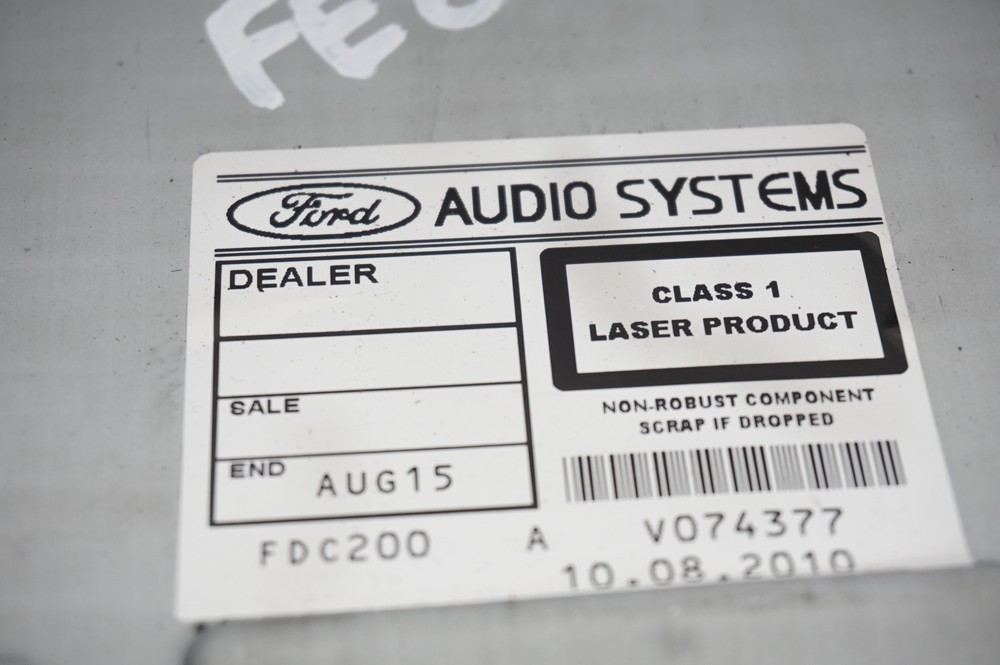 Ford AUDIO SYSTEMS
DEALER
SALE
END AUG15
CLASS 1
LASER PRODUCT
NON-ROBUST COMPONENT
SCRAP IF DROPPED
FDC200 A V074377
10.08.2010